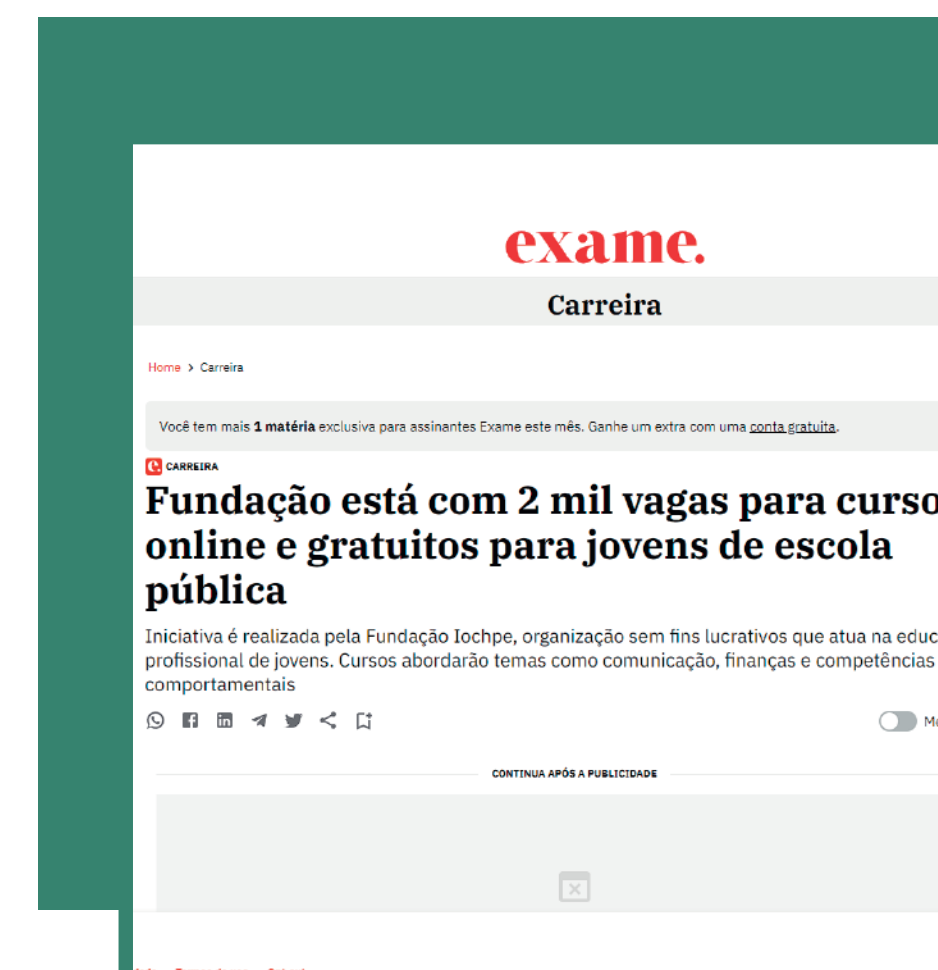 exame.
Carreira
Home > Carreira
Você tem mais 1 matéria exclusiva para assinantes Exame este mês. Ganhe um extra com uma conta gratuita.
CARREIRA
Fundação está com 2 mil vagas para curso
online e gratuitos para jovens de escola
pública
Iniciativa é realizada pela Fundação Iochpe, organização sem fins lucrativos que atua na educ
profissional de jovens. Cursos abordarão temas como comunicação, finanças e competências
comportamentais
CONTINUA APÓS A PUBLICIDADE